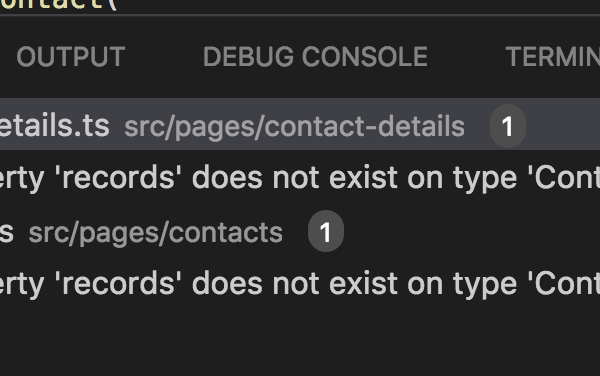 ontact(
OUTPUT DEBUG CONSOLE TERMIN
etails.ts src/pages/contact-details 1
erty 'records' does not exist on type 'Cont
s src/pages/contacts 1
erty 'records' does not exist on type 'Cont